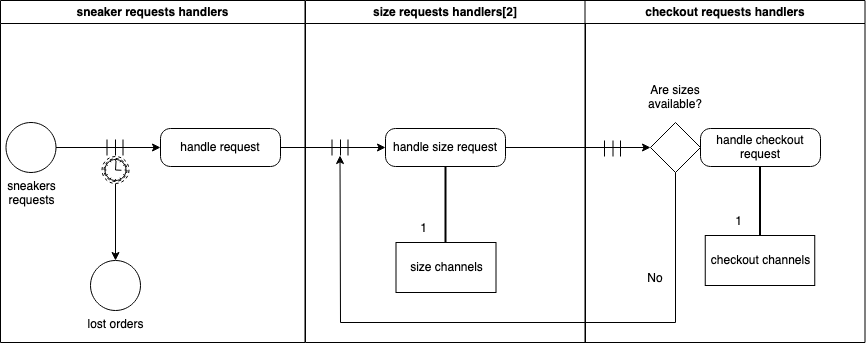 sneaker requests handlers
size requests handlers[2]
checkout requests handlers
Are sizes
available?
handle request
handle size request
handle checkout
request
sneakers
requests
1
1
size channels
checkout channels
No
lost orders